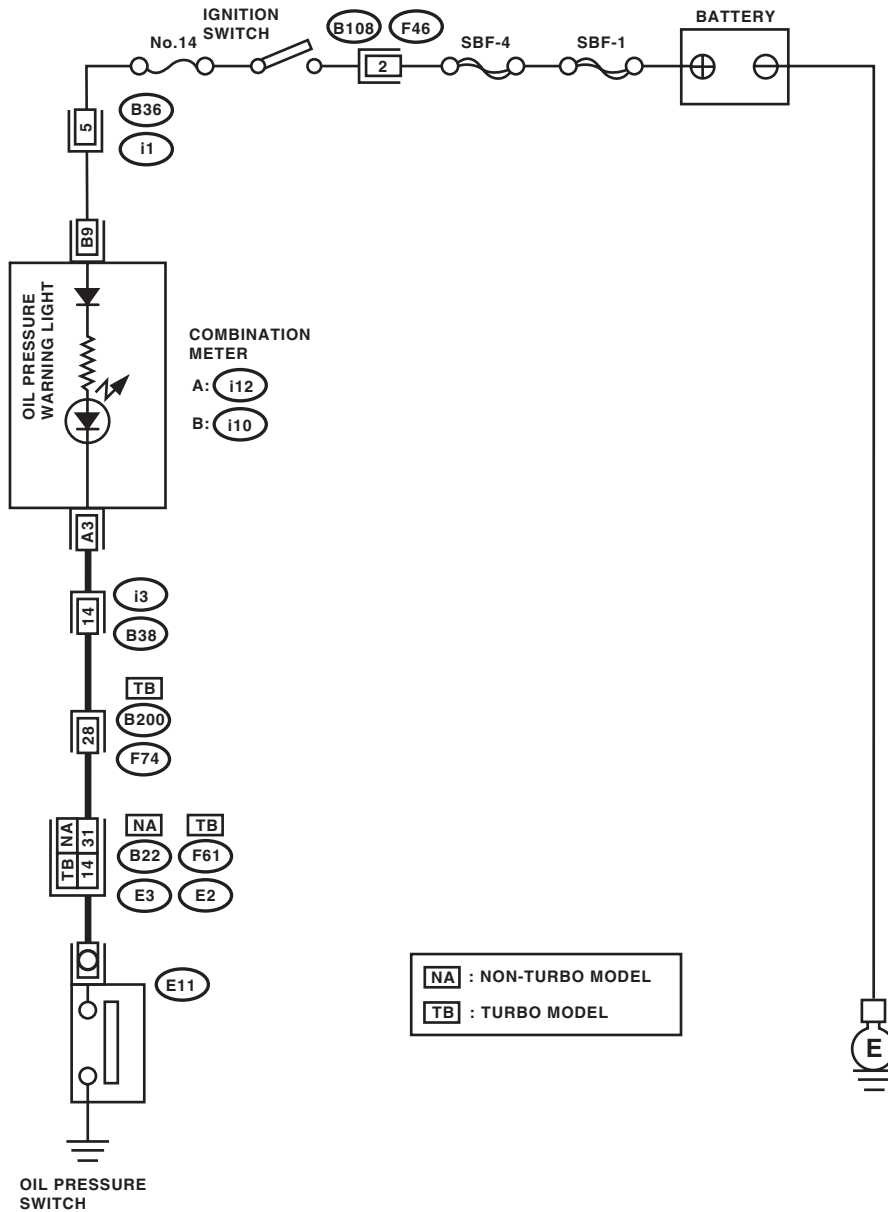 IGNITION
SWITCH
No.14
B108
F46
SBF-4
SBF-1
BATTERY
2
5
B36
i1
B9
OIL PRESSURE
WARNING LIGHT
COMBINATION
METER
A: i12
B: i10
A3
14
i3
B38
TB
28
B200
F74
NA 31
TB 14
NA TB
B22 F61
E3 E2
E11
NA : NON-TURBO MODEL
TB : TURBO MODEL
E
OIL PRESSURE
SWITCH